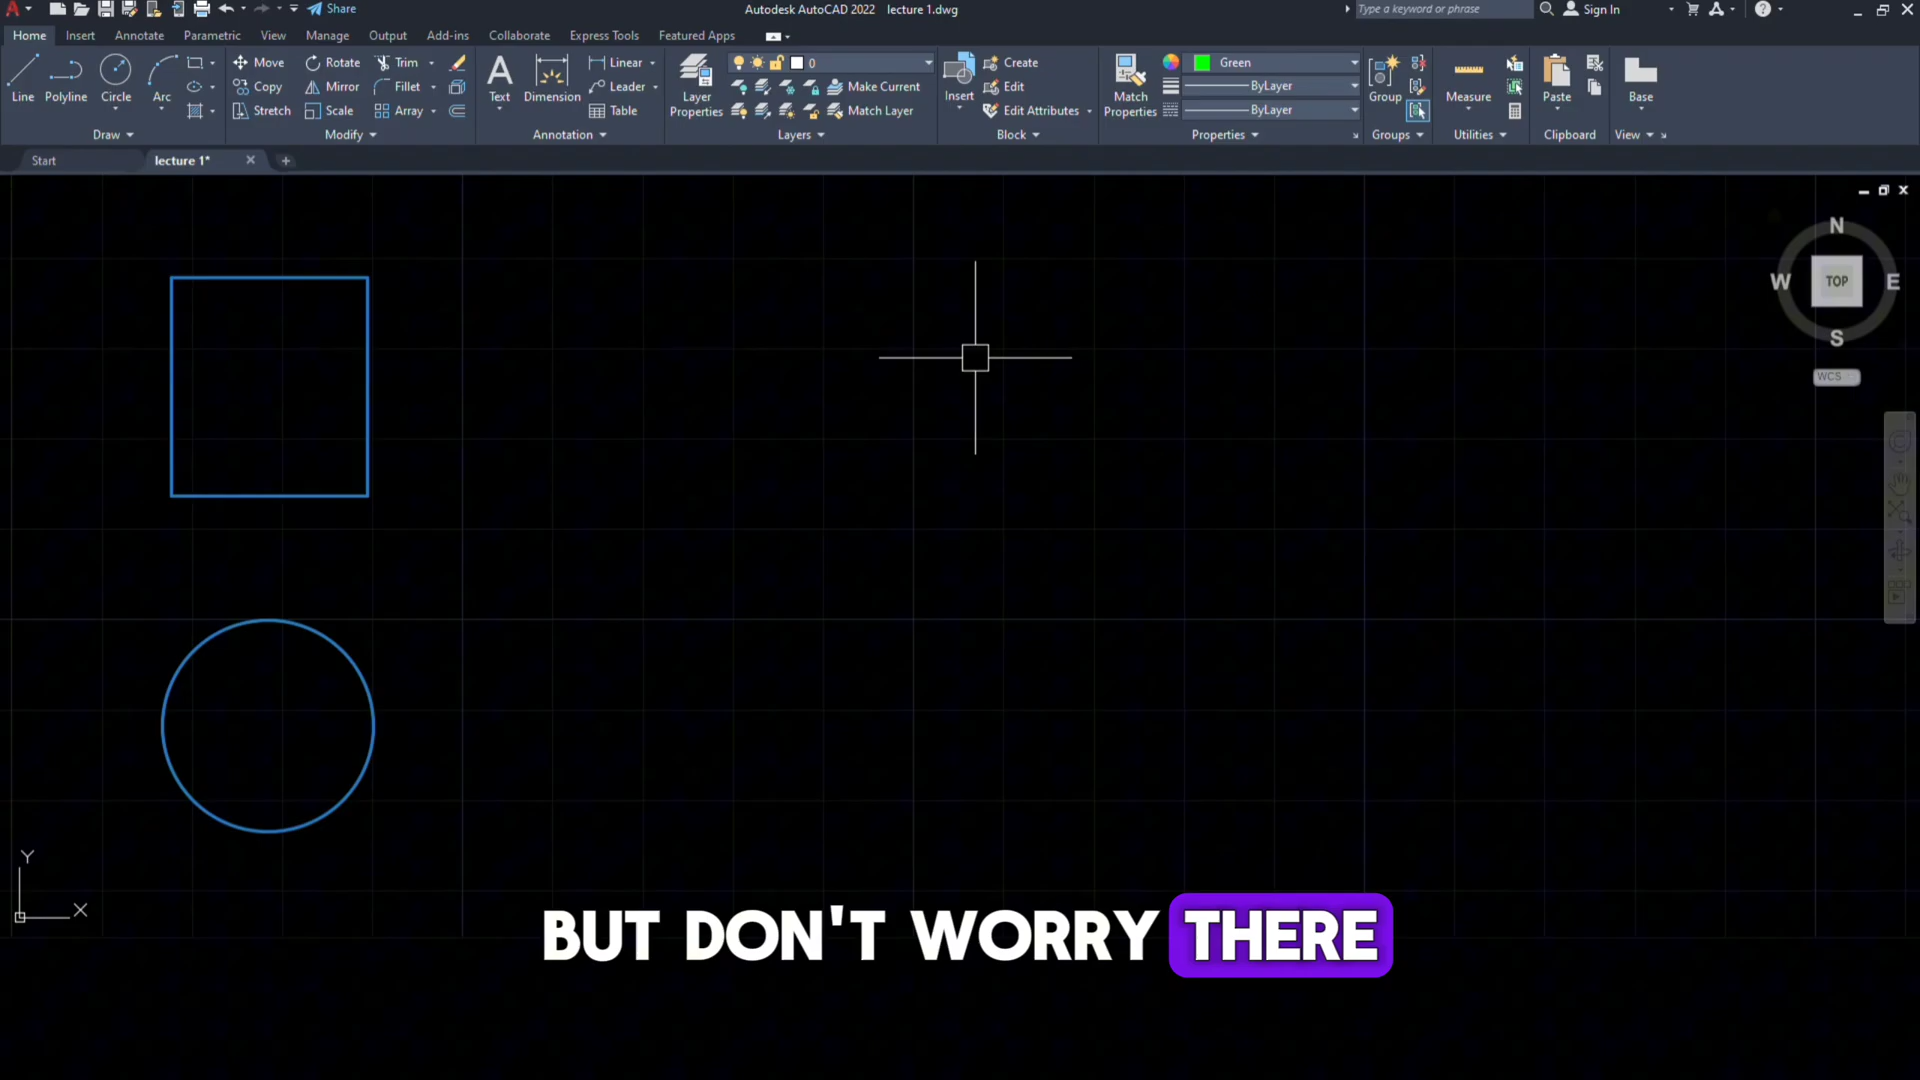 Share
Autodesk AutoCAD 2022 lecture 1.dwg
Type a keyword or phrase
Sign In
Home Insert Annotate Parametric View Manage Output Add-ins Collaborate Express Tools Featured Apps
Line
Polyline
Circle
Arc
Draw
Move
Rotate
Trim
Copy
Mirror
Fillet
Stretch
Scale
Array
Modify
Text
Dimension
Linear
Leader
Table
Annotation
Layer
Properties
0
Make Current
Match Layer
Layers
Insert
Create
Edit
Edit Attributes
Block
Match
Properties
Green
ByLayer
ByLayer
Properties
Group
Groups
Measure
Utilities
Paste
Clipboard
Base
View
Start
lecture 1*
N
W
TOP
E
S
WCS
Y
X
BUT DON'T WORRY THERE